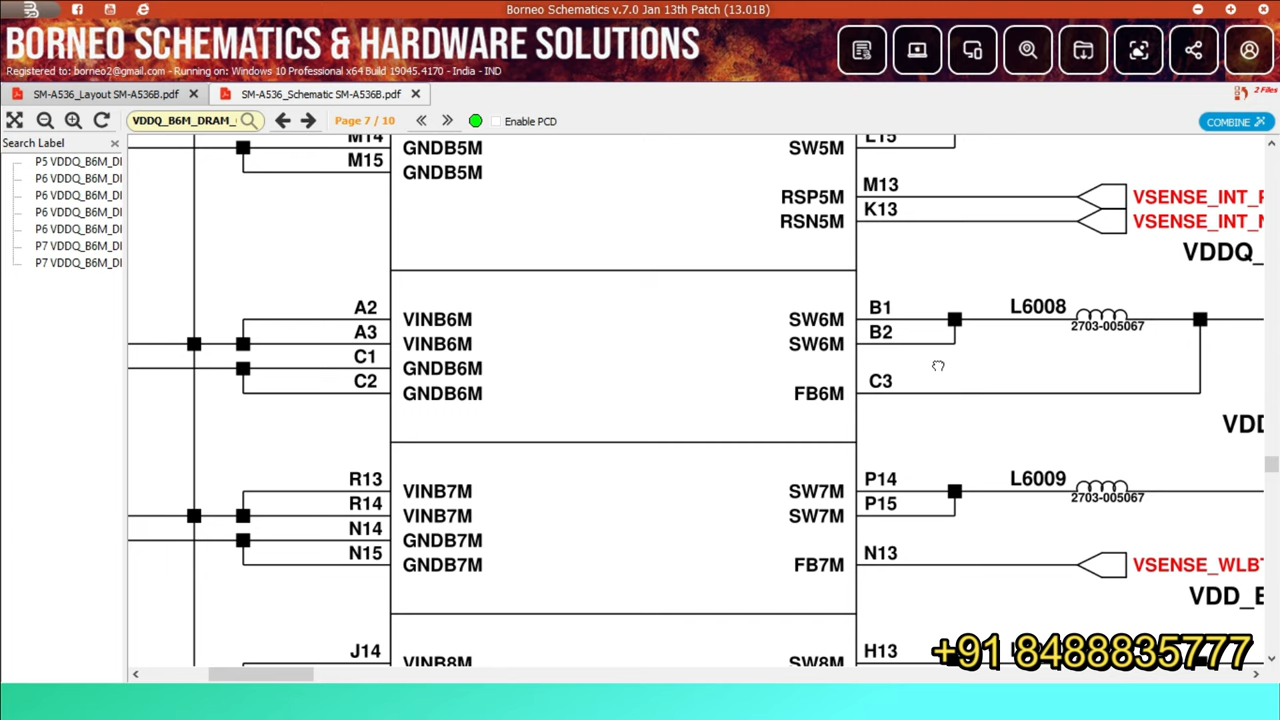 Borneo Schematics v.7.0 Jan 13th Patch (13.01B)
BORNEO SCHEMATICS & HARDWARE SOLUTIONS
Registered to: borneo2@gmail.com - Running on: Windows 10 Professional x64 Build 19045.4170 - India - IND
SM-A536_Layout SM-A536B.pdf
SM-A536_Schematic SM-A536B.pdf
2 Files
VDDQ_B6M_DRAM_
Page 7 / 10
Enable PCD
COMBINE
Search Label
P5 VDDQ_B6M_DI
P6 VDDQ_B6M_DI
P6 VDDQ_B6M_DI
P6 VDDQ_B6M_DI
P6 VDDQ_B6M_DI
P7 VDDQ_B6M_DI
P7 VDDQ_B6M_DI
M14 GNDB5M SW5M L15
M15 GNDB5M
RSP5M M13 VSENSE_INT_
RSN5M K13 VSENSE_INT_
VDDQ_
A2 VINB6M SW6M B1 L6008
2703-005067
A3 VINB6M SW6M B2
C1 GNDB6M
C2 GNDB6M FB6M C3
VDD
R13 VINB7M SW7M P14 L6009
2703-005067
R14 VINB7M SW7M P15
N14 GNDB7M
N15 GNDB7M FB7M N13 VSENSE_WLB
VDD_
J14 VINB8M SW8M H13
+91 8488835777